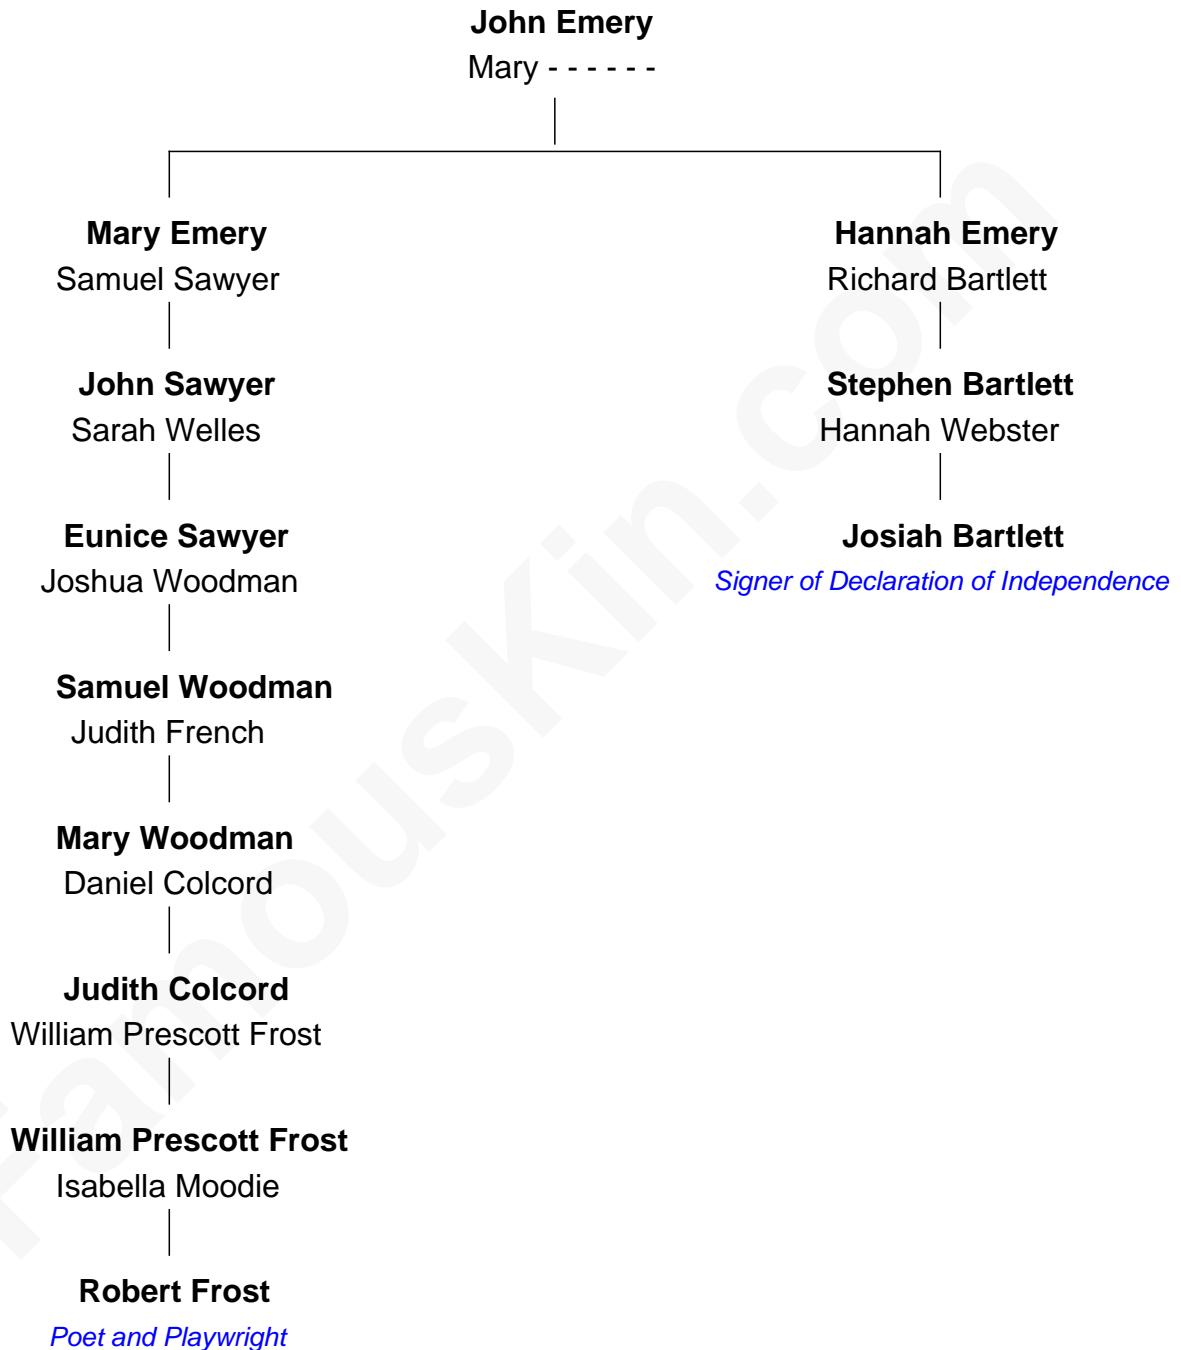 John Emery
Mary - - - - - -
Mary Emery
Samuel Sawyer
Hannah Emery
Richard Bartlett
John Sawyer
Sarah Welles
Stephen Bartlett
Hannah Webster
Eunice Sawyer
Joshua Woodman
Josiah Bartlett
Signer of Declaration of Independence
Samuel Woodman
Judith French
Mary Woodman
Daniel Colcord
Judith Colcord
William Prescott Frost
William Prescott Frost
Isabella Moodie
Robert Frost
Poet and Playwright
FamousKin.com